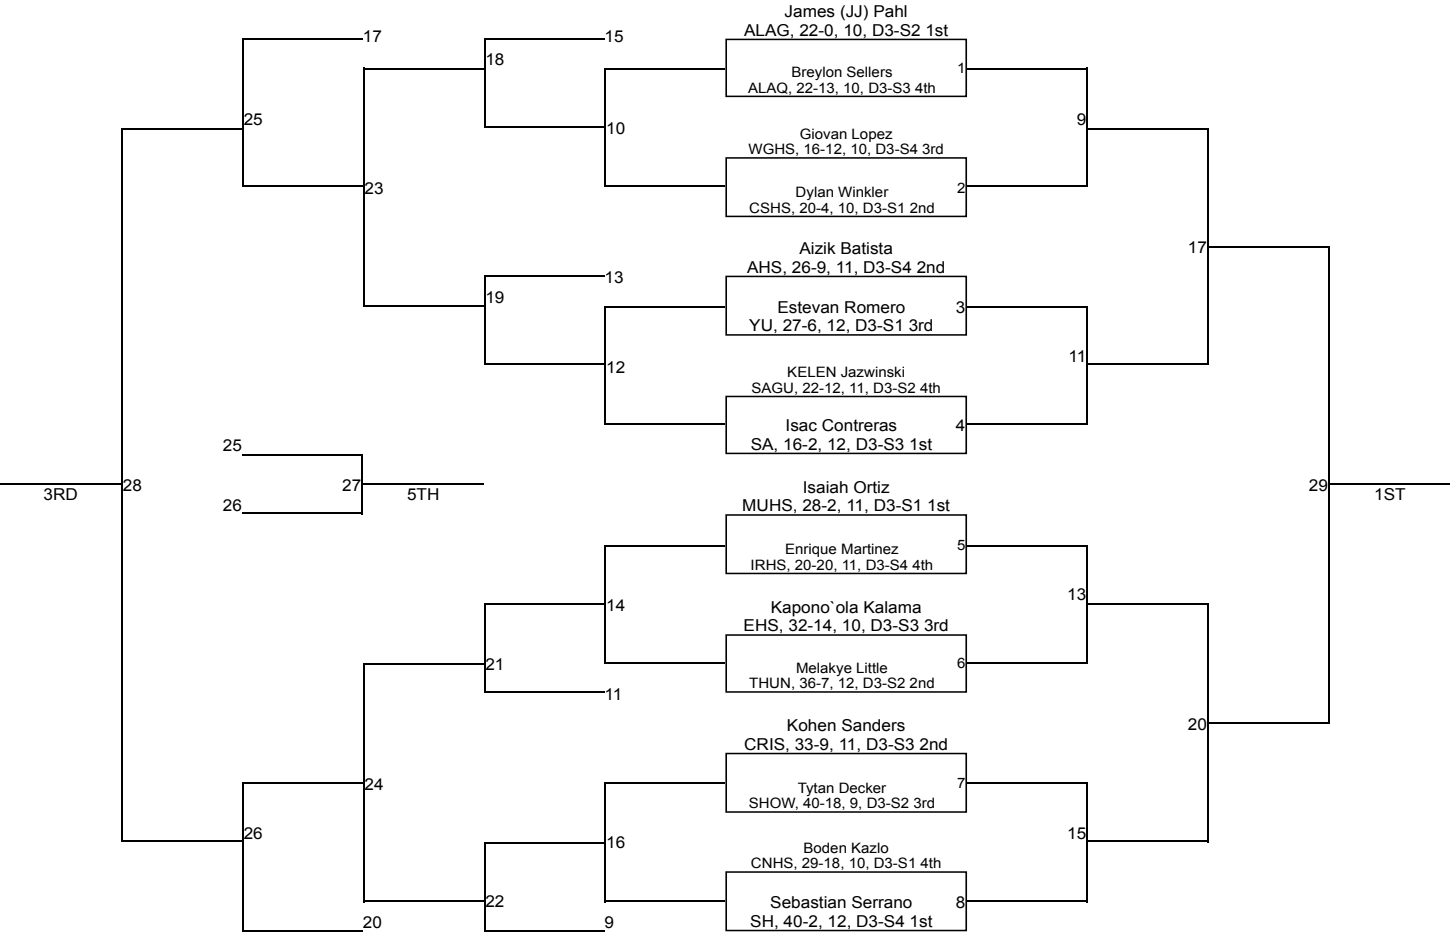 James (JJ) Pahl
ALAG, 22-0, 10, D3-S2 1st
17
15
18
Breylon Sellers
1
ALAQ, 22-13, 10, D3-S3 4th
25
9
10
Giovan Lopez
WGHS, 16-12, 10, D3-S4 3rd
23
Dylan Winkler
2
CSHS, 20-4, 10, D3-S1 2nd
Aizik Batista
17
AHS, 26-9, 11, D3-S4 2nd
13
19
Estevan Romero
3
YU, 27-6, 12, D3-S1 3rd
11
12
KELEN Jazwinski
SAGU, 22-12, 11, D3-S2 4th
Isac Contreras
4
SA, 16-2, 12, D3-S3 1st
25
28
27
Isaiah Ortiz
29
3RD
5TH
1ST
26
MUHS, 28-2, 11, D3-S1 1st
Enrique Martinez
5
IRHS, 20-20, 11, D3-S4 4th
13
14
Kapono`ola Kalama
EHS, 32-14, 10, D3-S3 3rd
21
Melakye Little
6
THUN, 36-7, 12, D3-S2 2nd
11
Kohen Sanders
20
CRIS, 33-9, 11, D3-S3 2nd
24
Tytan Decker
7
SHOW, 40-18, 9, D3-S2 3rd
26
15
16
Boden Kazlo
CNHS, 29-18, 10, D3-S1 4th
22
Sebastian Serrano
8
20
9
SH, 40-2, 12, D3-S4 1st